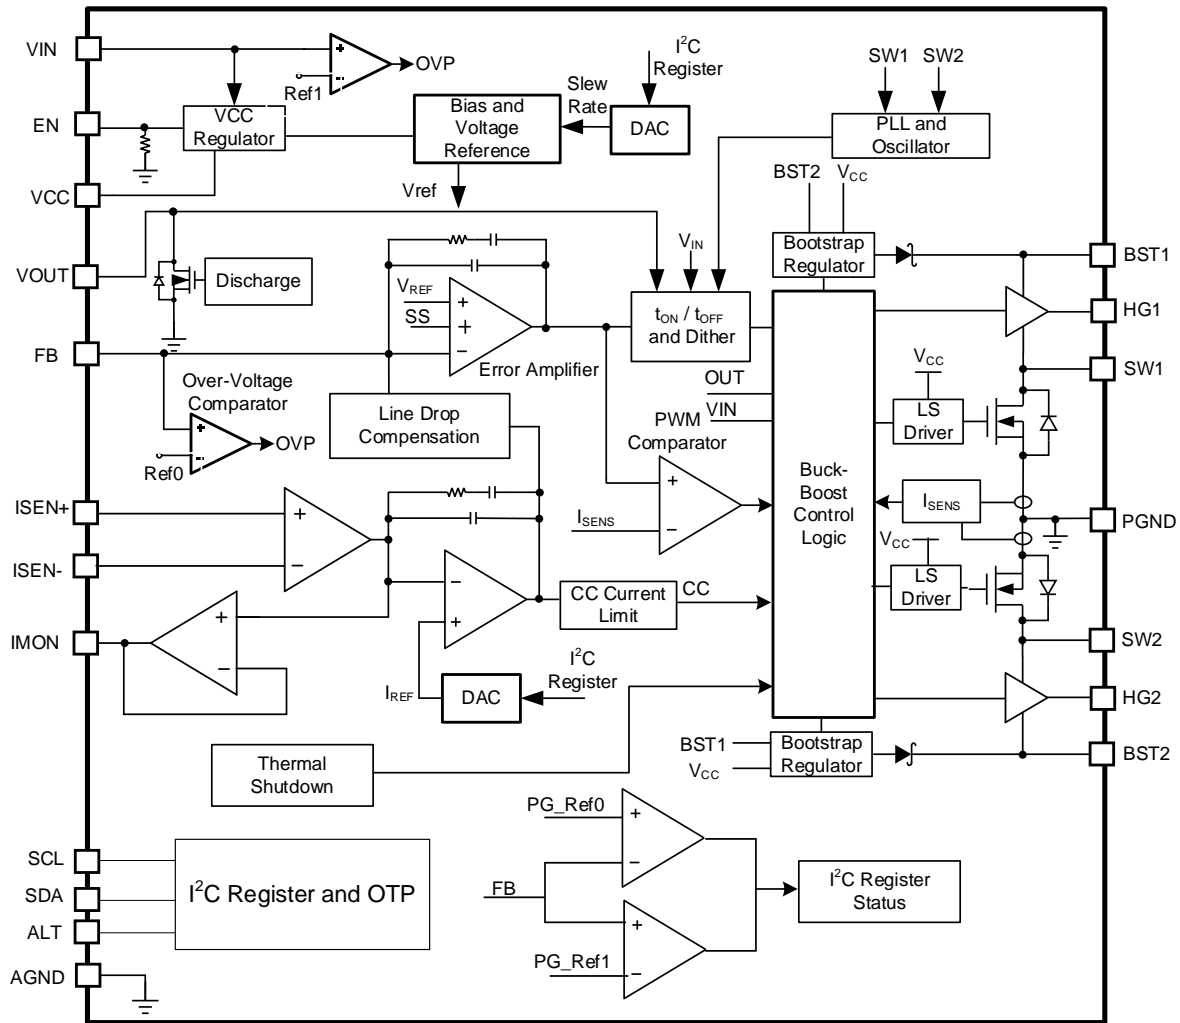 VIN
+
-
Ref1
OVP
I²C
Register
Slew
Rate
DAC
SW1
SW2
PLL and
Oscillator
EN
VCC
Regulator
Bias and
Voltage
Reference
Vref
VCC
VOUT
Discharge
BST2
VCC
Bootstrap
Regulator
BST1
VIN
VREF
SS
+
+
−
Error Amplifier
tON / tOFF
and Dither
HG1
FB
Over-Voltage
Comparator
+
-
Ref0
OVP
Line Drop
Compensation
OUT
VIN
PWM
Comparator
+
−
ISENS
Buck-
Boost
Control
Logic
VCC
LS
Driver
SW1
ISENS
PGND
VCC
LS
Driver
ISEN+
ISEN-
+
−
−
+
CC Current
Limit
CC
IMON
+
−
IREF
DAC
I²C
Register
SW2
HG2
Thermal
Shutdown
BST1
VCC
Bootstrap
Regulator
BST2
PG_Ref0
+
−
FB
+
−
PG_Ref1
I²C Register
Status
SCL
SDA
ALT
I²C Register and OTP
AGND